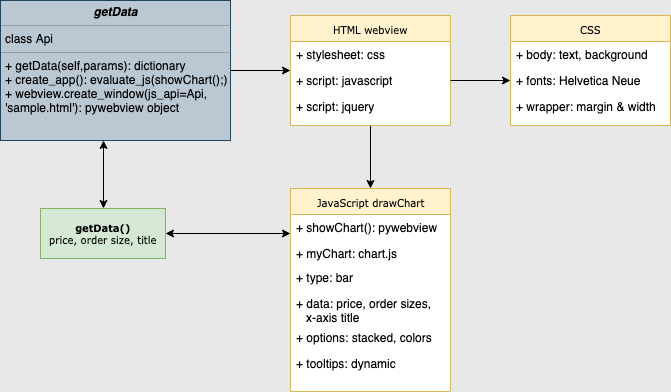 getData
class Api
+ getData(self,params): dictionary
+ create_app(): evaluate_js(showChart();)
+ webview.create_window(js_api=Api,
'sample.html'): pywebview object
HTML webview
+ stylesheet: css
+ script: javascript
+ script: jquery
CSS
+ body: text, background
+ fonts: Helvetica Neue
+ wrapper: margin & width
getData()
price, order size, title
JavaScript drawChart
+ showChart(): pywebview
+ myChart: chart.js
+ type: bar
+ data: price, order sizes,
x-axis title
+ options: stacked, colors
+ tooltips: dynamic